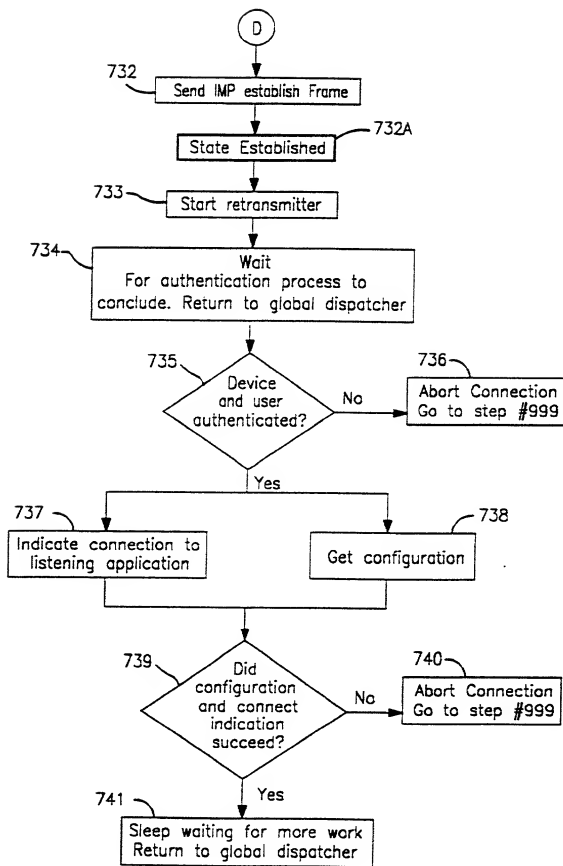 D
732
Send IMP establish Frame
732A
State Established
733
Start retransmitter
734
Wait
For authentication process to
conclude. Return to global dispatcher
735
Device
and user
authenticated?
No
736
Abort Connection
Go to step #999
Yes
737
Indicate connection to
listening application
738
Get configuration
739
Did
configuration
and connect
indication
succeed?
No
740
Abort Connection
Go to step #999
Yes
741
Sleep waiting for more work
Return to global dispatcher